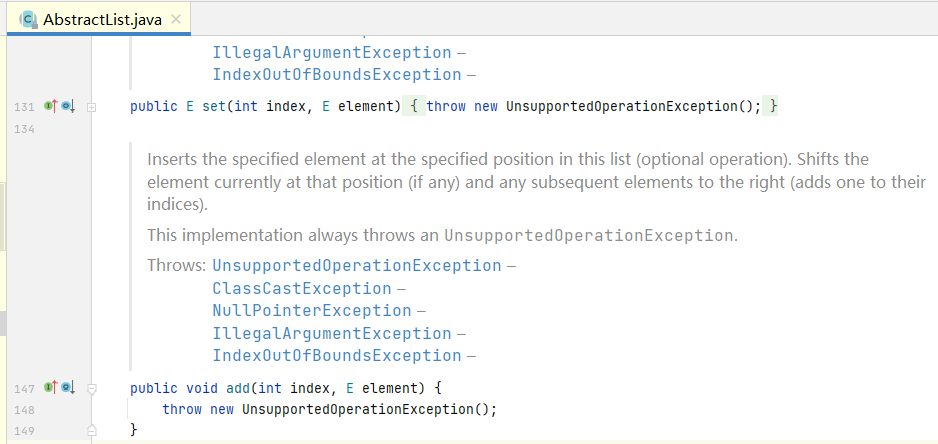 AbstractList.java
IllegalArgumentException –
IndexOutOfBoundsException –
131 public E set(int index, E element) { throw new UnsupportedOperationException(); }
134
Inserts the specified element at the specified position in this list (optional operation). Shifts the
element currently at that position (if any) and any subsequent elements to the right (adds one to their
indices).
This implementation always throws an UnsupportedOperationException.
Throws: UnsupportedOperationException –
ClassCastException –
NullPointerException –
IllegalArgumentException –
IndexOutOfBoundsException –
147 public void add(int index, E element) {
148 throw new UnsupportedOperationException();
149 }